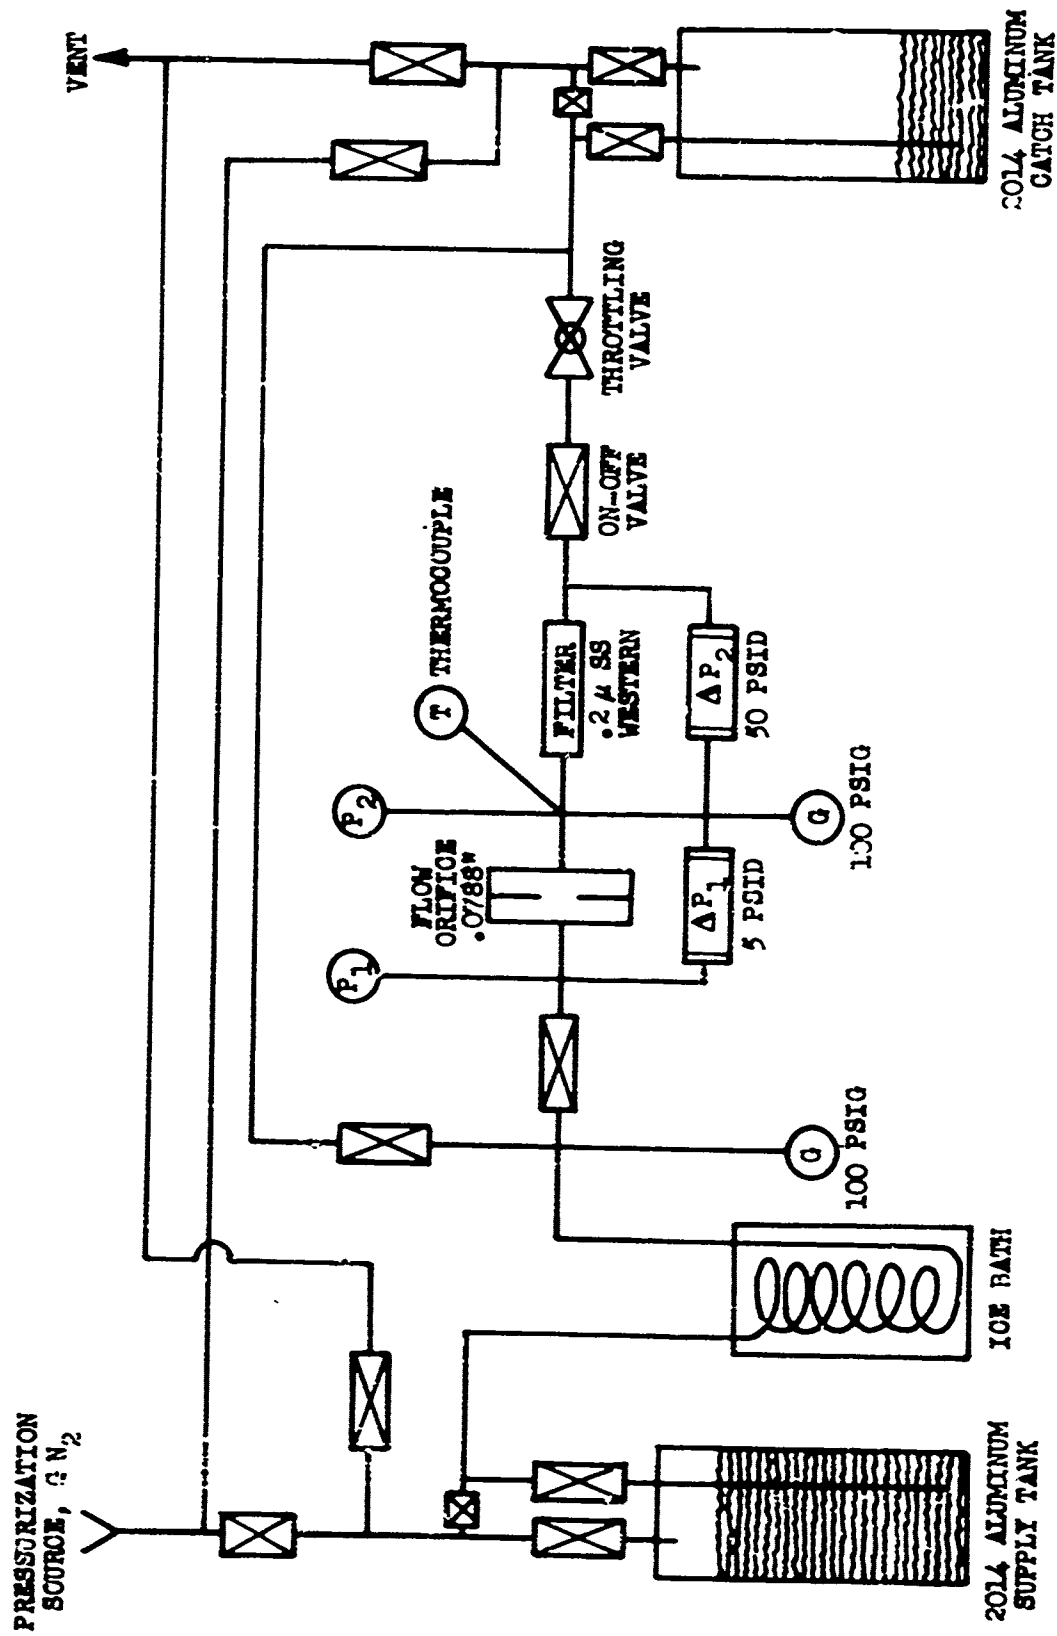 PRESSURIZATION
SOURCE, GN2
VENT
2014 ALUMINUM
SUPPLY TANK
ICE BATH
G
100 PSIG
P1
FLOW
ORIFICE
.0788"
P2
T
THERMOCOUPLE
ΔP1
5 PSID
G
100 PSIG
FILTER
.2 μ SS
WESTERN
ΔP2
50 PSID
ON-OFF
VALVE
THROTTLING
VALVE
2014 ALUMINUM
CATCH TANK